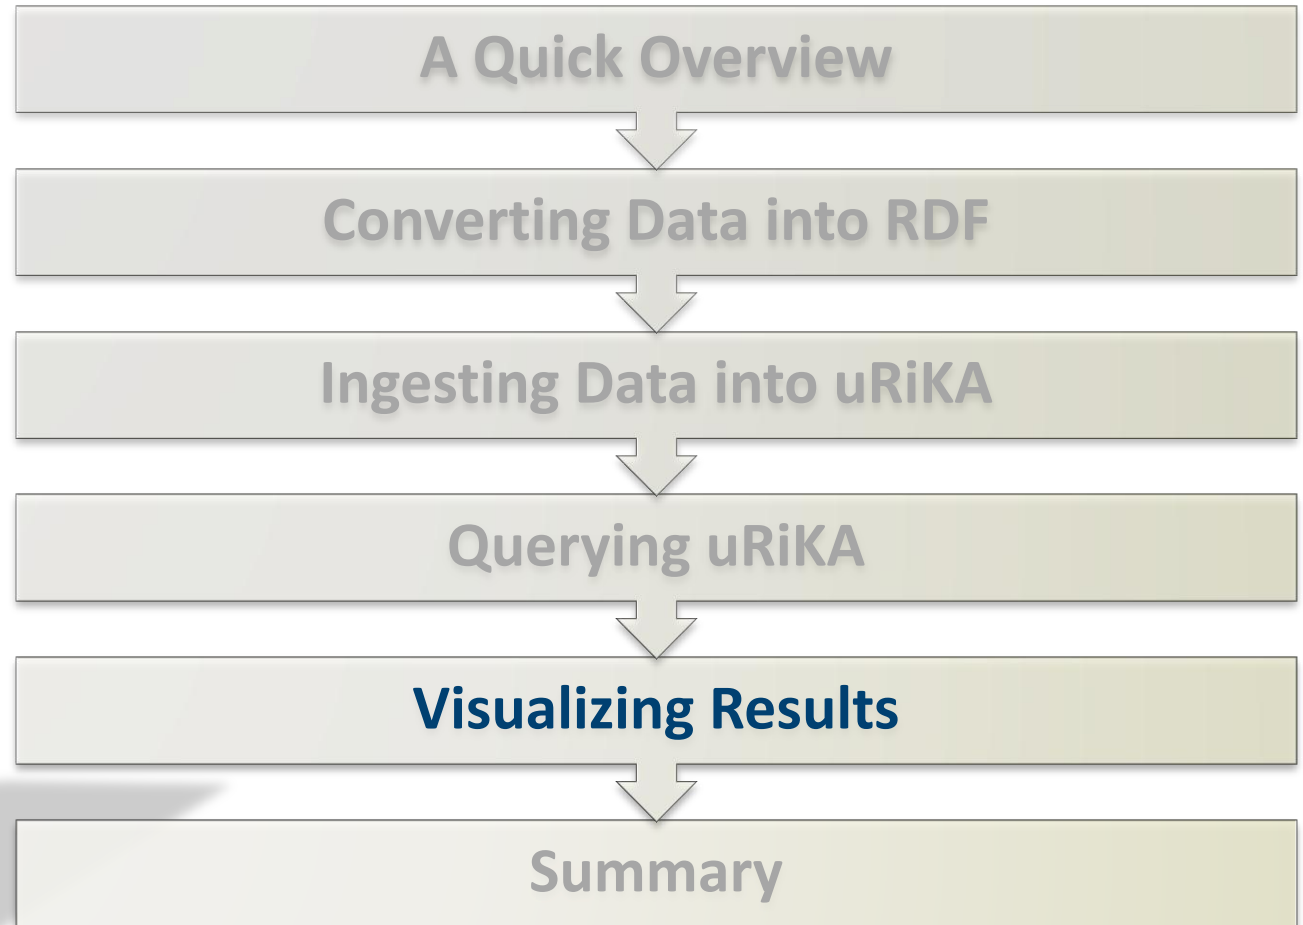 A Quick Overview
Converting Data into RDF
Ingesting Data into uRiKA
Querying uRiKA
Visualizing Results
Summary